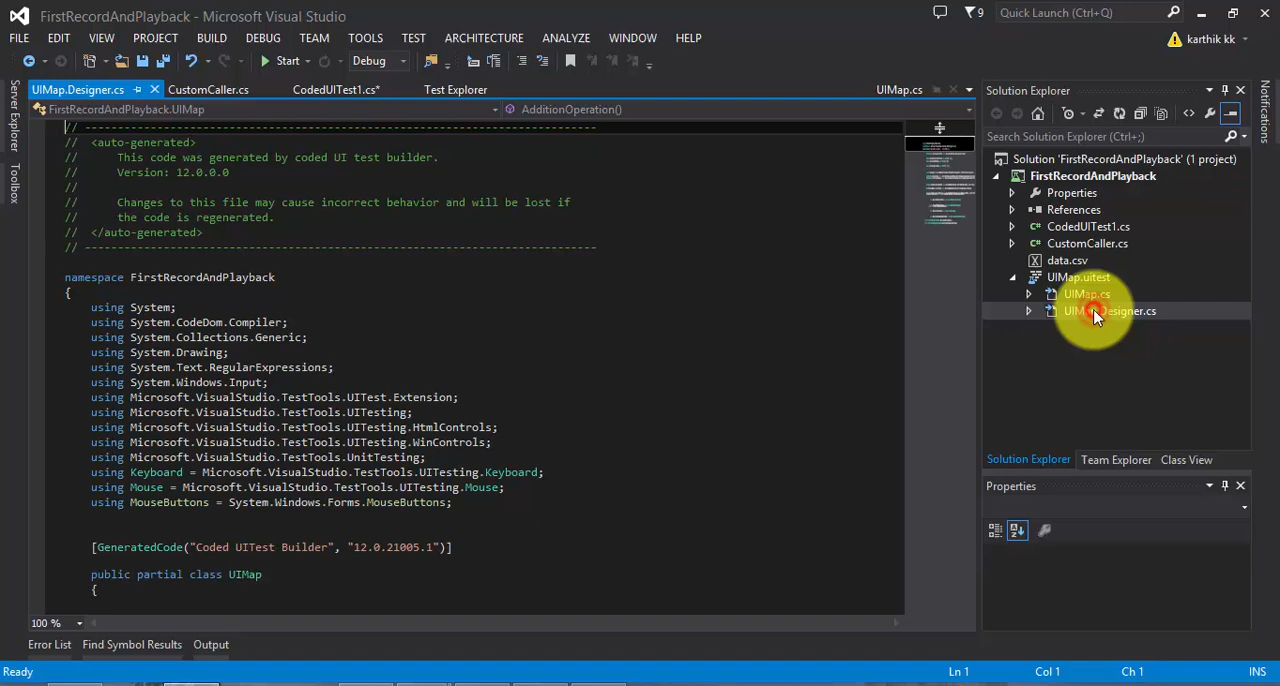 FirstRecordAndPlayback - Microsoft Visual Studio
9
Quick Launch (Ctrl+Q)
FILE EDIT VIEW PROJECT BUILD DEBUG TEAM TOOLS TEST ARCHITECTURE ANALYZE WINDOW HELP
karthik kk
Start
Debug
Server Explorer
Toolbox
UIMap.Designer.cs
CustomCaller.cs
CodedUITest1.cs*
Test Explorer
UIMap.cs
FirstRecordAndPlayback.UIMap
AdditionOperation()
// ---------------------------------------------------------------------------
// <auto-generated>
//     This code was generated by coded UI test builder.
//     Version: 12.0.0.0
//
//     Changes to this file may cause incorrect behavior and will be lost if
//     the code is regenerated.
// </auto-generated>
// ---------------------------------------------------------------------------
namespace FirstRecordAndPlayback
{
using System;
using System.CodeDom.Compiler;
using System.Collections.Generic;
using System.Drawing;
using System.Text.RegularExpressions;
using System.Windows.Input;
using Microsoft.VisualStudio.TestTools.UITest.Extension;
using Microsoft.VisualStudio.TestTools.UITesting;
using Microsoft.VisualStudio.TestTools.UITesting.HtmlControls;
using Microsoft.VisualStudio.TestTools.UITesting.WinControls;
using Microsoft.VisualStudio.TestTools.UnitTesting;
using Keyboard = Microsoft.VisualStudio.TestTools.UITesting.Keyboard;
using Mouse = Microsoft.VisualStudio.TestTools.UITesting.Mouse;
using MouseButtons = System.Windows.Forms.MouseButtons;
[GeneratedCode("Coded UITest Builder", "12.0.21005.1")]
public partial class UIMap
{
100 %
Solution Explorer
Search Solution Explorer (Ctrl+;)
Solution 'FirstRecordAndPlayback' (1 project)
FirstRecordAndPlayback
Properties
References
CodedUITest1.cs
CustomCaller.cs
data.csv
UIMap.uitest
UIMap.cs
UIMap.Designer.cs
Solution Explorer Team Explorer Class View
Properties
Notifications
Error List Find Symbol Results Output
Ready
Ln 1
Col 1
Ch 1
INS